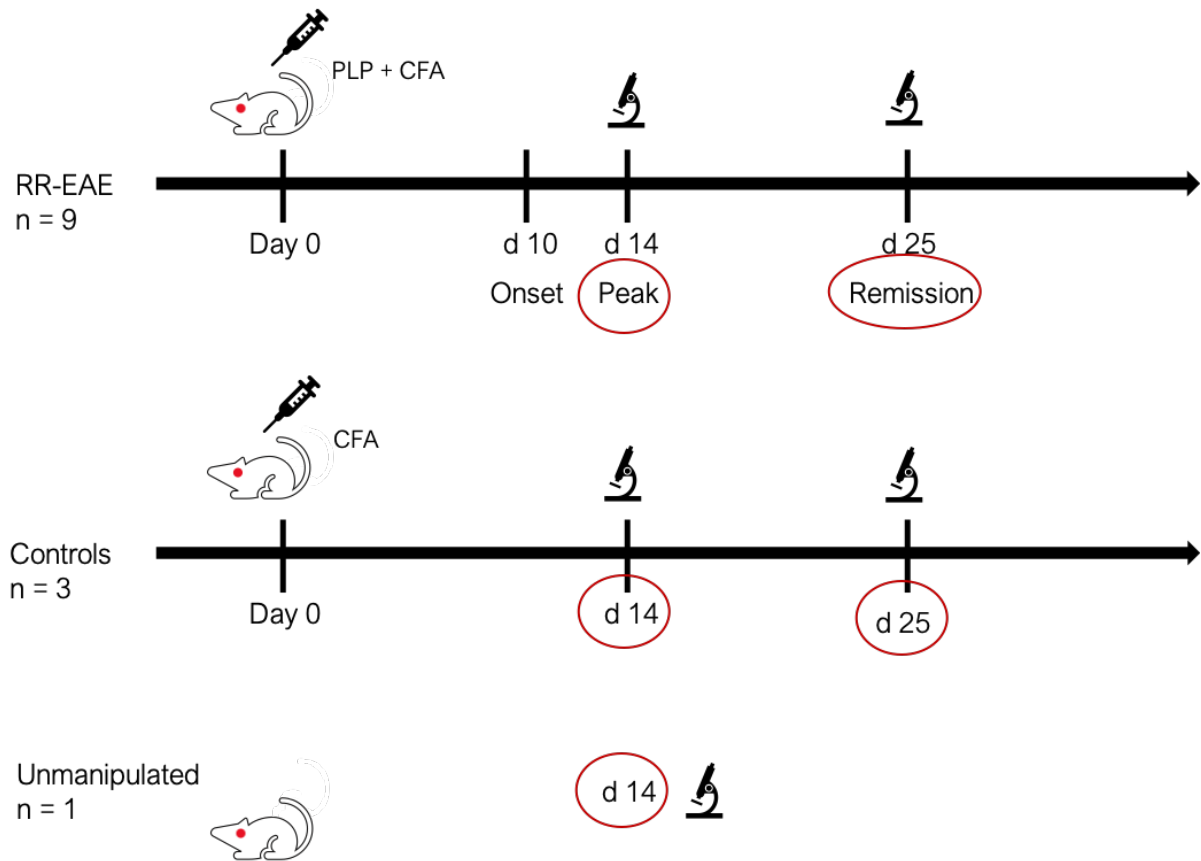 PLP + CFA
RR-EAE
n = 9
Day 0
d 10
d 14
d 25
Onset
Peak
Remission
CFA
Controls
n = 3
Day 0
d 14
d 25
Unmanipulated
n = 1
d 14